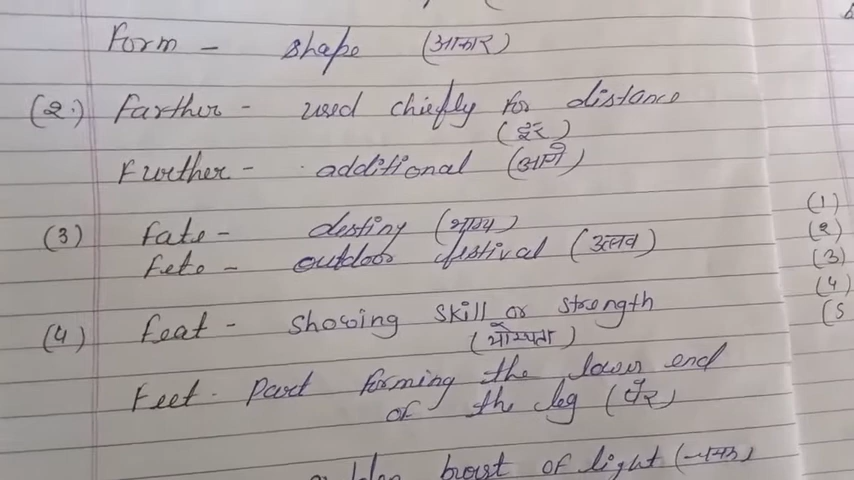 Form - shape (आकार)
(2.) Farther - used chiefly for distance
(दूर)
Further - additional (आगे)
(3) Fate - destiny (भाग्य)
Fete - outdoor festival (उत्सव)
(4) Feat - showing skill or strength
(योग्यता)
Feet - Part forming the lower end
of the leg (पैर)
burst of light (चमक)
(1)
(2)
(3)
(4)
(5